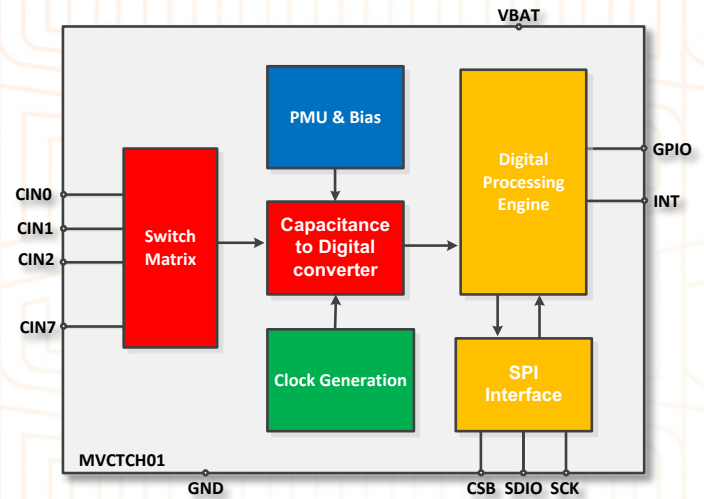 VBAT
PMU & Bias
Digital
Processing
Engine
GPIO
INT
CIN0
CIN1
CIN2
CIN7
Switch
Matrix
Capacitance
to Digital
converter
Clock Generation
SPI
Interface
MVCTCH01
GND
CSB SDIO SCK